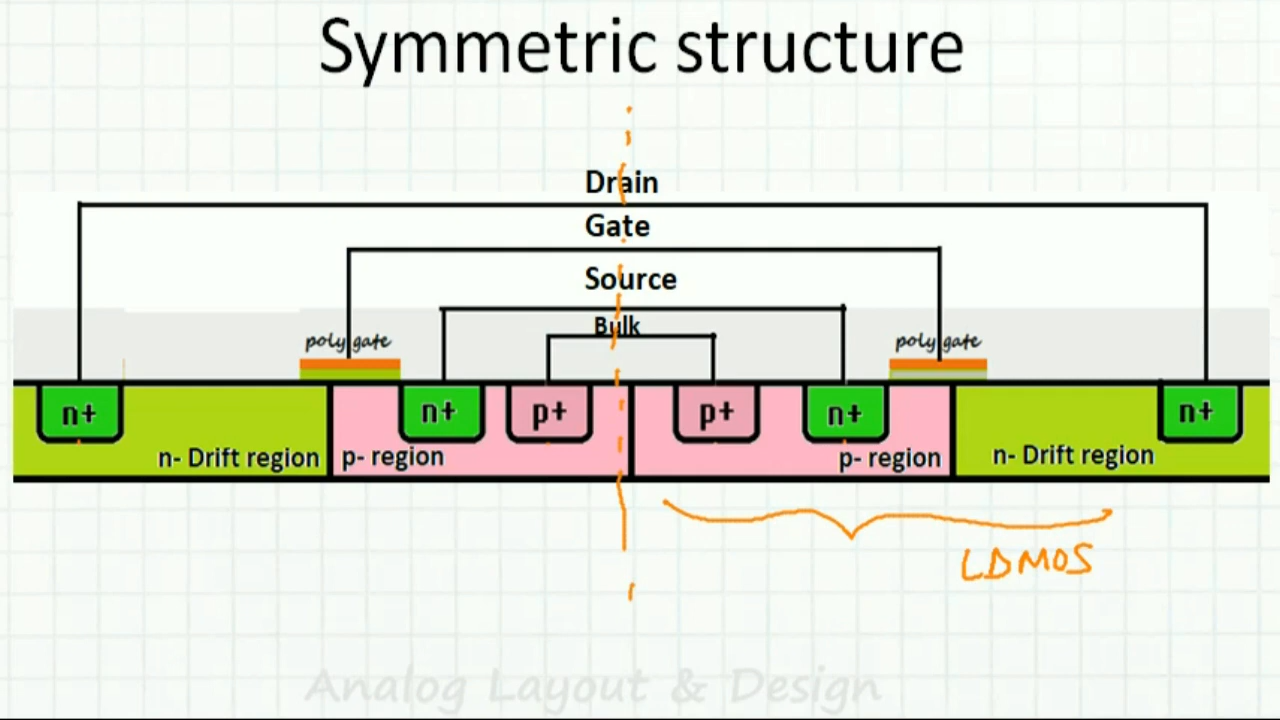 Symmetric structure
Drain
Gate
Source
Bulk
poly gate
poly gate
n+
n+
p+
p+
n+
n+
n- Drift region
p- region
p- region
n- Drift region
LDMOS
Analog Layout & Design